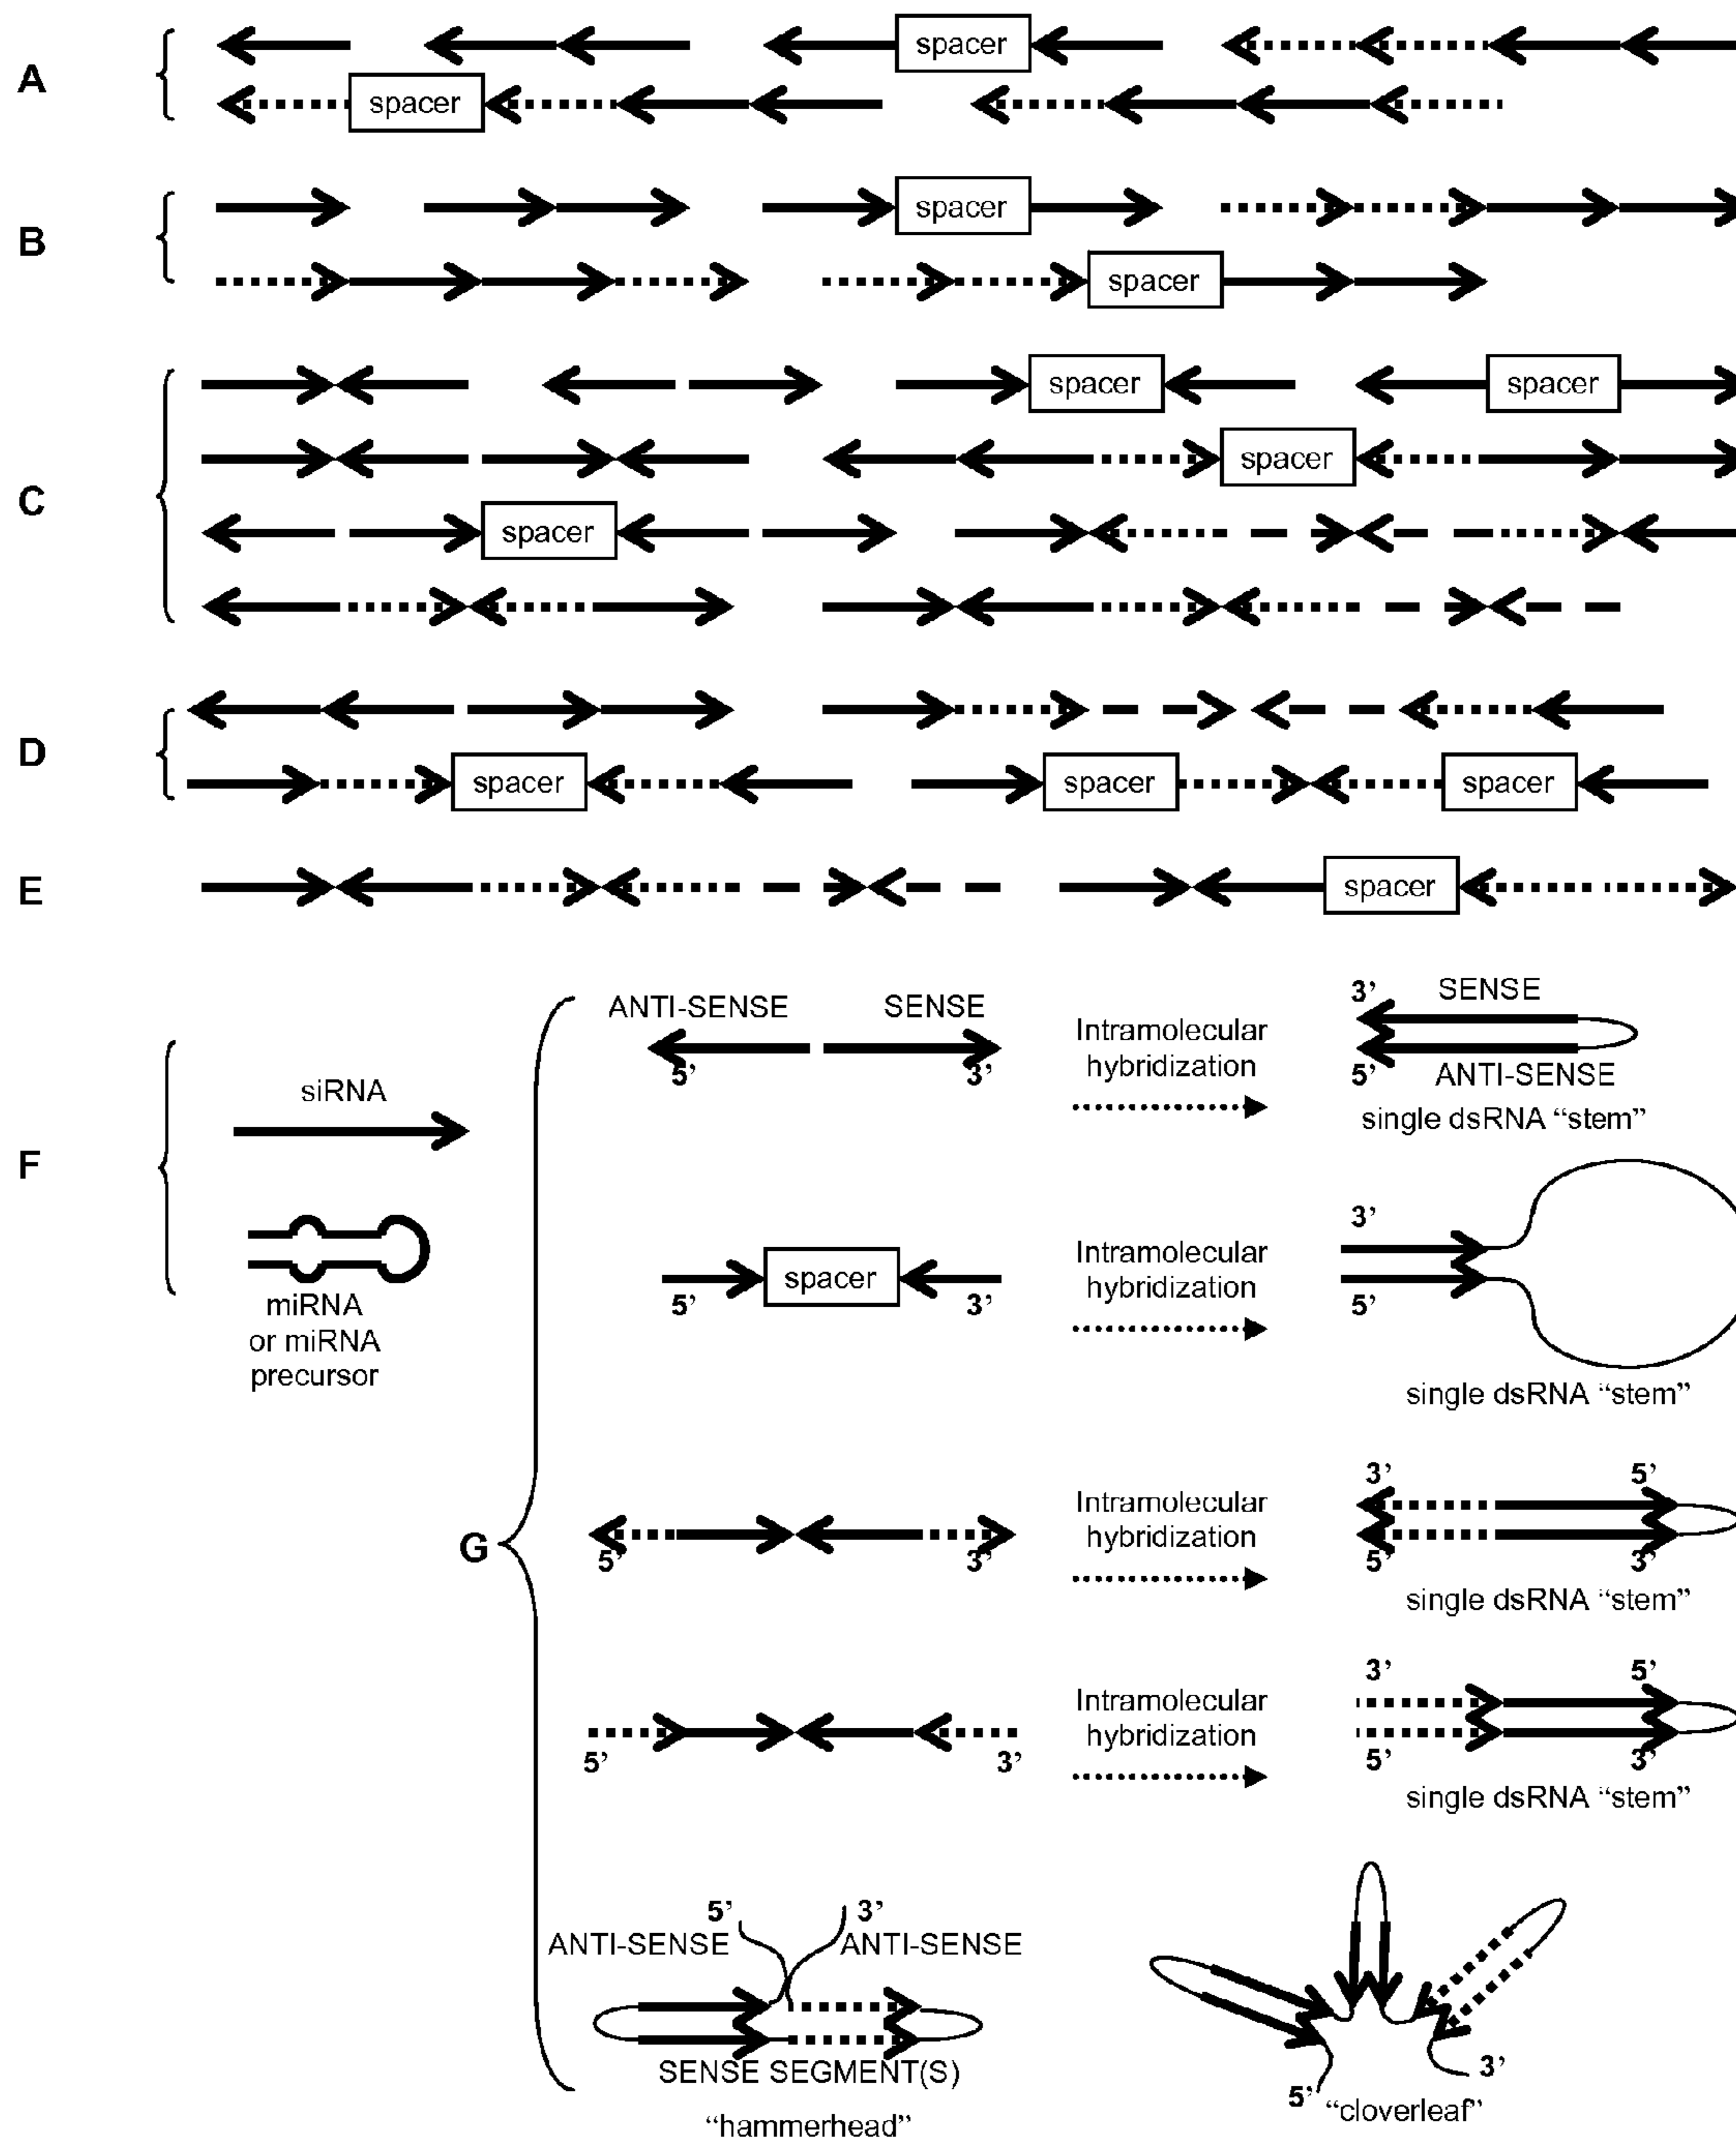 A
spacer
spacer
B
spacer
spacer
C
spacer
spacer
spacer
spacer
D
spacer
spacer
spacer
E
spacer
F
siRNA
miRNA
or miRNA
precursor
G
ANTI-SENSE SENSE
5' 3'
Intramolecular
hybridization
3' SENSE
5' ANTI-SENSE
single dsRNA “stem”
spacer
5' 3'
Intramolecular
hybridization
3'
5'
single dsRNA “stem”
5' 3'
Intramolecular
hybridization
3' 5'
5' 3'
single dsRNA “stem”
5' 3'
Intramolecular
hybridization
3' 5'
5' 3'
single dsRNA “stem”
5' 3'
ANTI-SENSE ANTI-SENSE
SENSE SEGMENT(S)
“hammerhead”
3'
5' “cloverleaf”